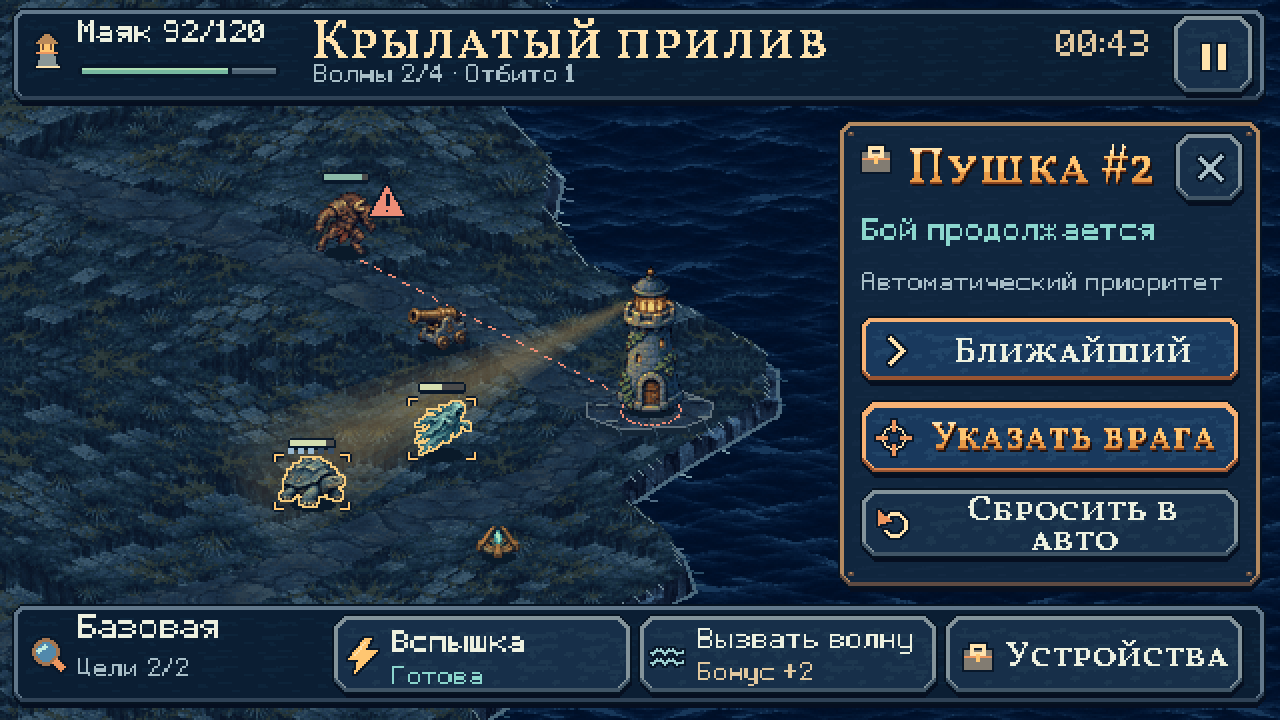 Маяк 92/120
Крылатый прилив
Волны 2/4 · Отбито 1
00:43
Пушка #2
Бой продолжается
Автоматический приоритет
Ближайший
Указать врага
Сбросить в
авто
Базовая
Цели 2/2
Вспышка
Готова
Вызвать волну
Бонус +2
Устройства